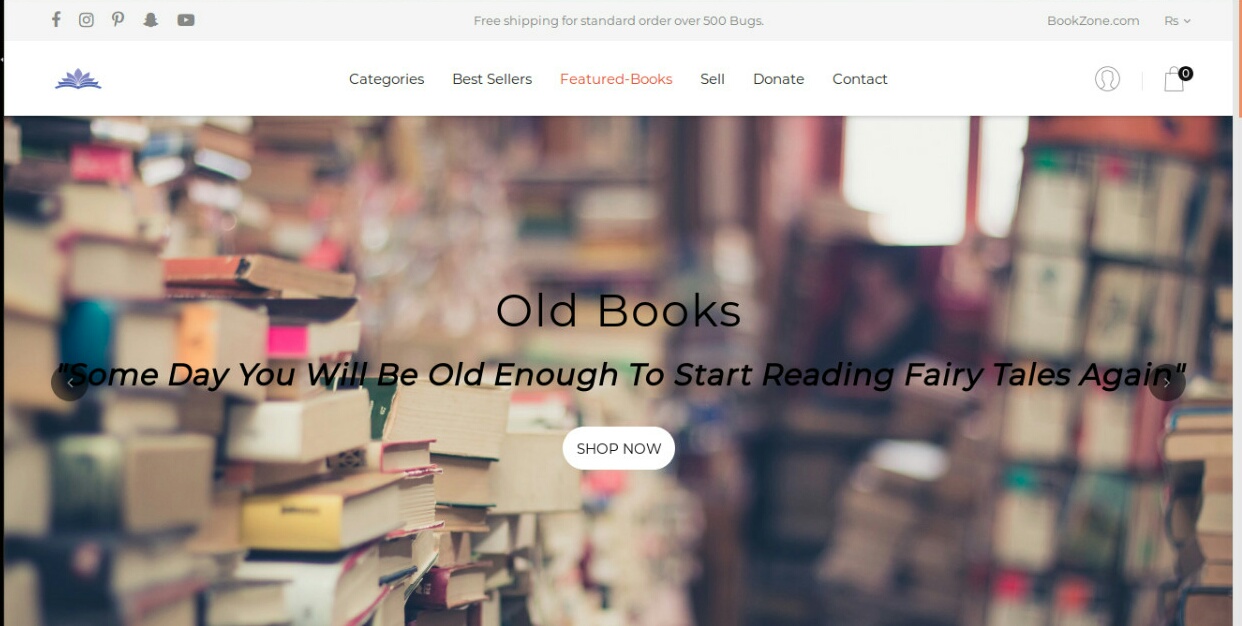 Free shipping for standard order over 500 Bugs.
BookZone.com
Rs
Categories
Best Sellers
Featured-Books
Sell
Donate
Contact
0
Old Books
"Some Day You Will Be Old Enough To Start Reading Fairy Tales Again"
SHOP NOW